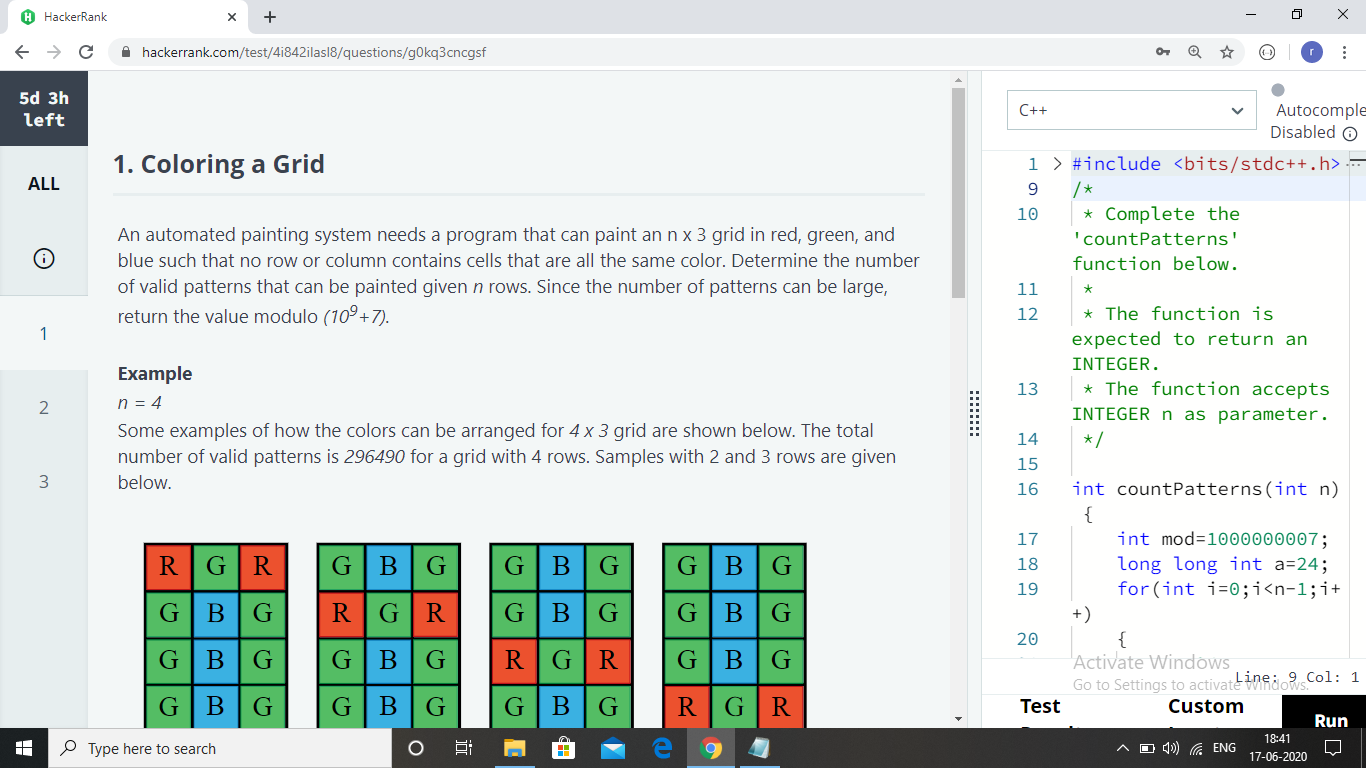 HackerRank
hackerrank.com/test/4i842ilasl8/questions/g0kq3cncgsf
r
5d 3h
left
ALL
1
2
3
1. Coloring a Grid
An automated painting system needs a program that can paint an n x 3 grid in red, green, and
blue such that no row or column contains cells that are all the same color. Determine the number
of valid patterns that can be painted given n rows. Since the number of patterns can be large,
return the value modulo (10⁹+7).
Example
n = 4
Some examples of how the colors can be arranged for 4 x 3 grid are shown below. The total
number of valid patterns is 296490 for a grid with 4 rows. Samples with 2 and 3 rows are given
below.
R G R G B G G B G G B G
G B G R G R G B G G B G
G B G G B G R G R G B G
G B G G B G G B G R G R
C++
Autocomple
Disabled
1 > #include <bits/stdc++.h> ...
9 /*
10 * Complete the
'countPatterns'
function below.
11 *
12 * The function is
expected to return an
INTEGER.
13 * The function accepts
INTEGER n as parameter.
14 */
15
16 int countPatterns(int n)
{
17 int mod=1000000007;
18 long long int a=24;
19 for(int i=0;i<n-1;i+
+)
20 {
Activate Windows
Go to Settings to activate Windows.
Line: 9 Col: 1
Test
Custom
Run
Type here to search
ENG
18:41
17-06-2020